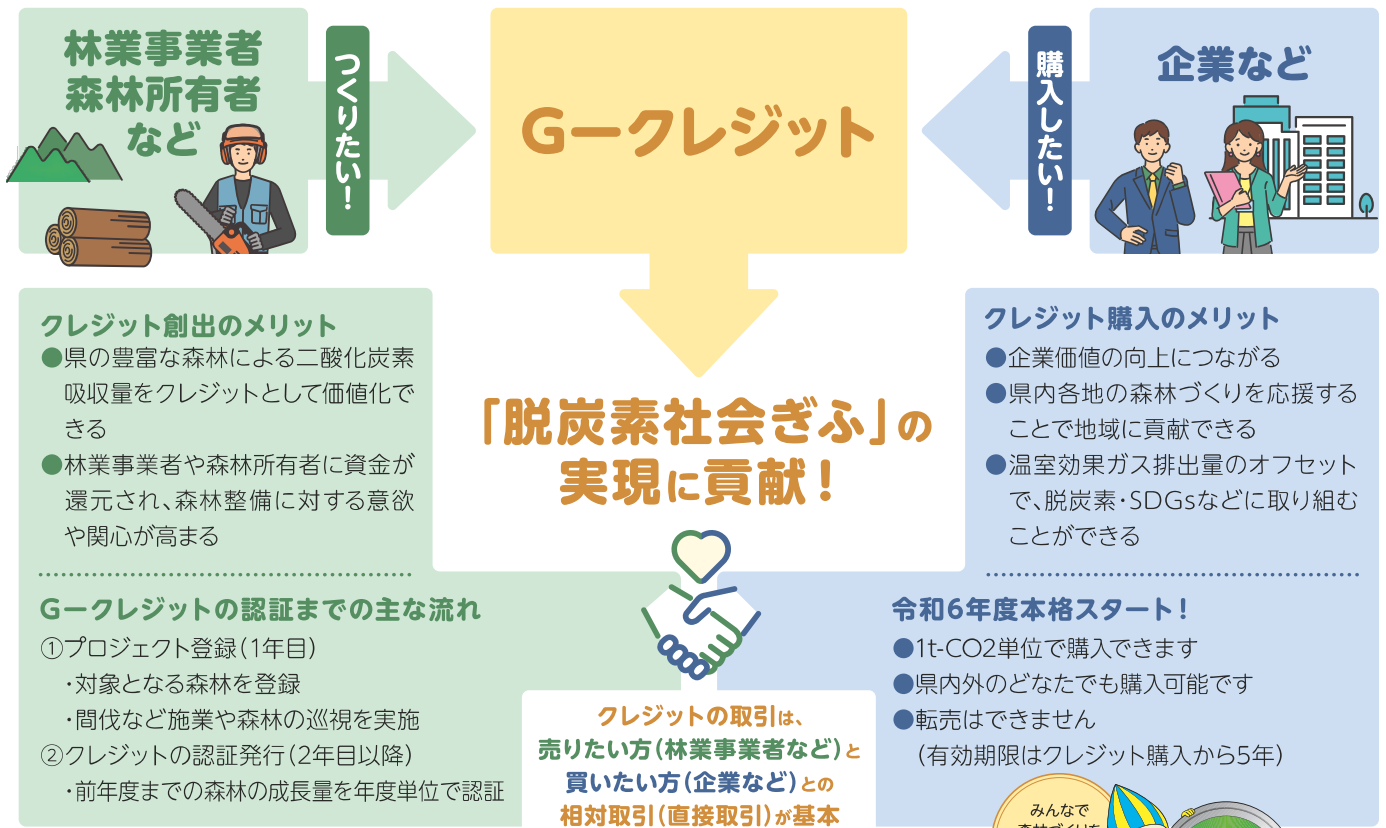 林業事業者
森林所有者
など
つくりたい！
G－クレジット
購入したい！
企業など
クレジット創出のメリット
●県の豊富な森林による二酸化炭素
吸収量をクレジットとして価値化で
きる
●林業事業者や森林所有者に資金が
還元され、森林整備に対する意欲
や関心が高まる
G－クレジットの認証までの主な流れ
①プロジェクト登録（1年目）
・対象となる森林を登録
・間伐など施業や森林の巡視を実施
②クレジットの認証発行（2年目以降）
・前年度までの森林の成長量を年度単位で認証
「脱炭素社会ぎふ」の
実現に貢献！
クレジットの取引は、
売りたい方（林業事業者など）と
買いたい方（企業など）との
相対取引（直接取引）が基本
クレジット購入のメリット
●企業価値の向上につながる
●県内各地の森林づくりを応援する
ことで地域に貢献できる
●温室効果ガス排出量のオフセット
で、脱炭素・SDGsなどに取り組む
ことができる
令和6年度本格スタート！
●1t-CO2単位で購入できます
●県内外のどなたでも購入可能です
●転売はできません
（有効期限はクレジット購入から5年）
みんなで